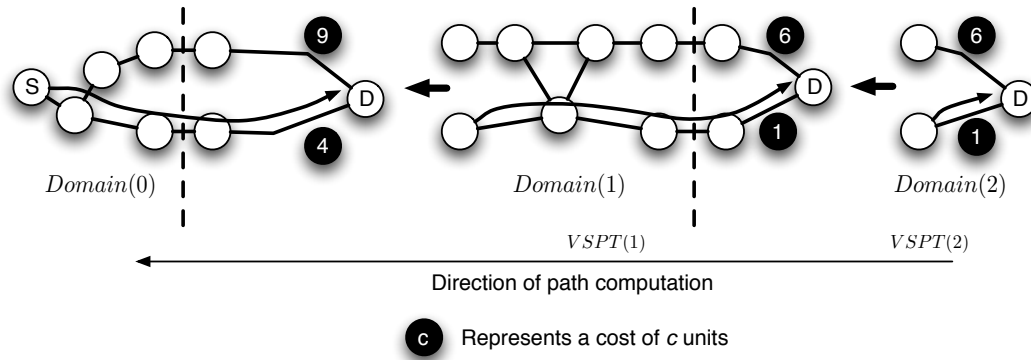 9 6 6
S D D D
4 1 1
Domain(0) Domain(1) Domain(2)
VSPT(1) VSPT(2)
Direction of path computation
c Represents a cost of c units